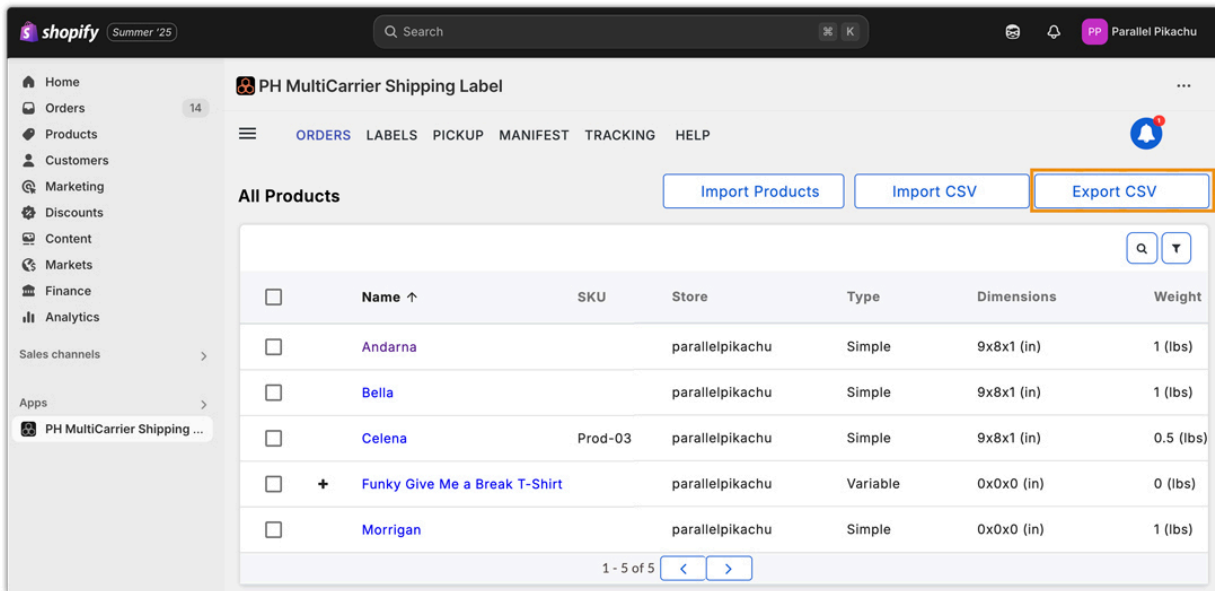 shopify Summer '25 Search ⌘ K PP Parallel Pikachu
Home
Orders 14
Products
Customers
Marketing
Discounts
Content
Markets
Finance
Analytics
Sales channels
Apps
PH MultiCarrier Shipping ...
PH MultiCarrier Shipping Label
ORDERS LABELS PICKUP MANIFEST TRACKING HELP
1
All Products Import Products Import CSV Export CSV
Name ↑ SKU Store Type Dimensions Weight
Andarna parallelpikachu Simple 9x8x1 (in) 1 (lbs)
Bella parallelpikachu Simple 9x8x1 (in) 1 (lbs)
Celena Prod-03 parallelpikachu Simple 9x8x1 (in) 0.5 (lbs)
+ Funky Give Me a Break T-Shirt parallelpikachu Variable 0x0x0 (in) 0 (lbs)
Morrigan parallelpikachu Simple 0x0x0 (in) 1 (lbs)
1 - 5 of 5